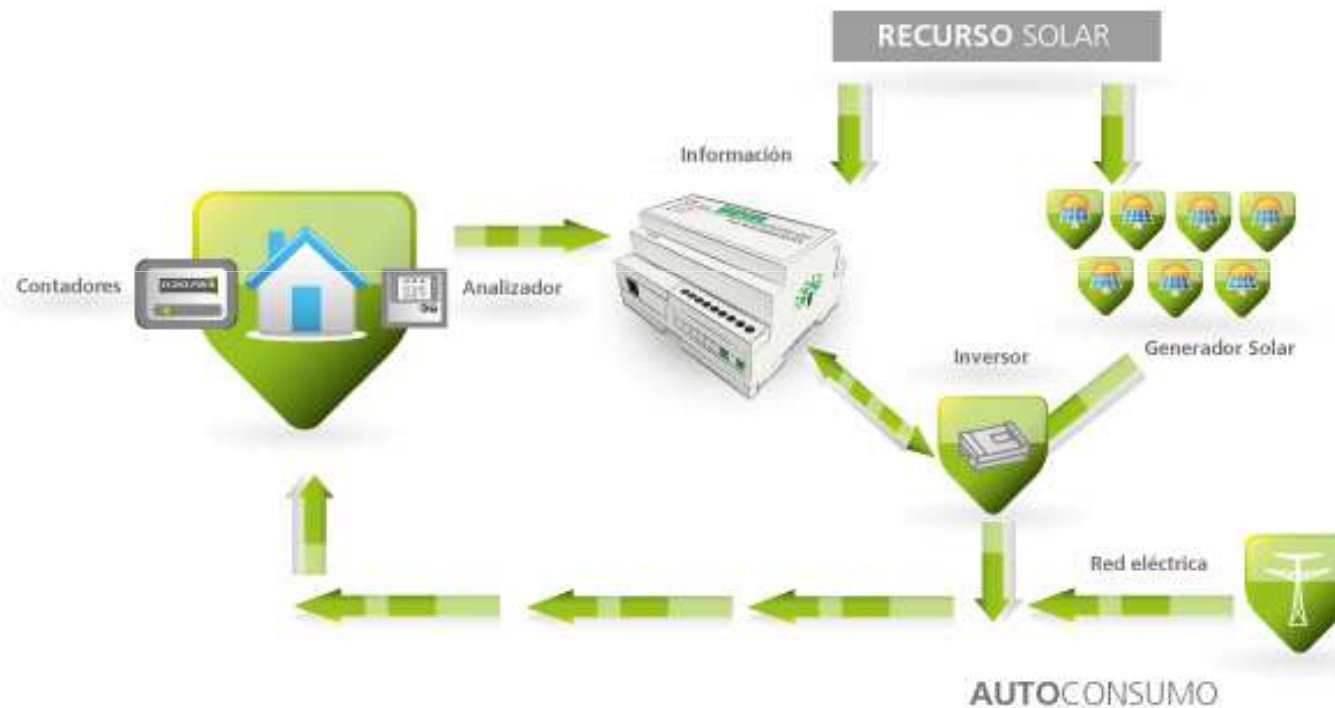 RECURSO SOLAR
Información
Contadores
Analizador
Inversor
Generador Solar
Red eléctrica
AUTOCONSUMO